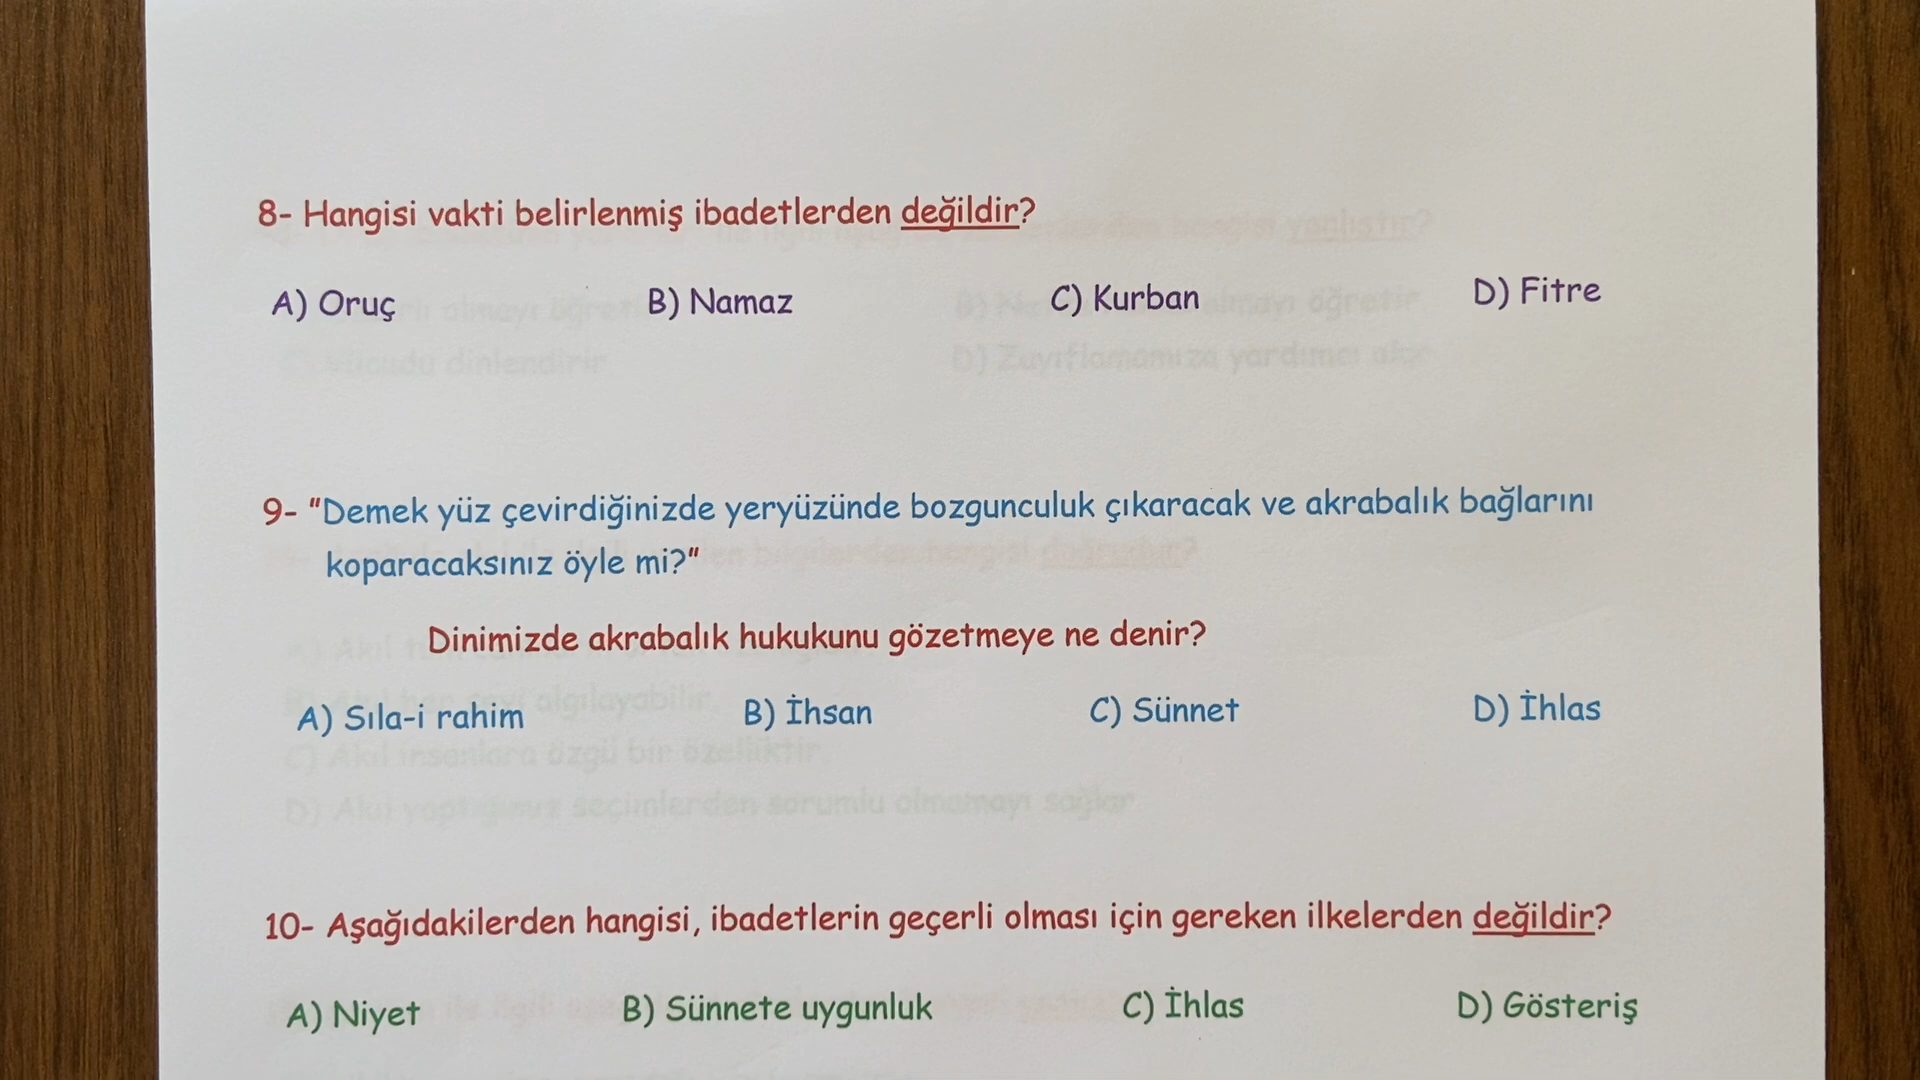 8- Hangisi vakti belirlenmiş ibadetlerden değildir?
A) Oruç B) Namaz C) Kurban D) Fitre
9- "Demek yüz çevirdiğinizde yeryüzünde bozgunculuk çıkaracak ve akrabalık bağlarını
koparacaksınız öyle mi?"
Dinimizde akrabalık hukukunu gözetmeye ne denir?
A) Sıla-i rahim B) İhsan C) Sünnet D) İhlas
10- Aşağıdakilerden hangisi, ibadetlerin geçerli olması için gereken ilkelerden değildir?
A) Niyet B) Sünnete uygunluk C) İhlas D) Gösteriş